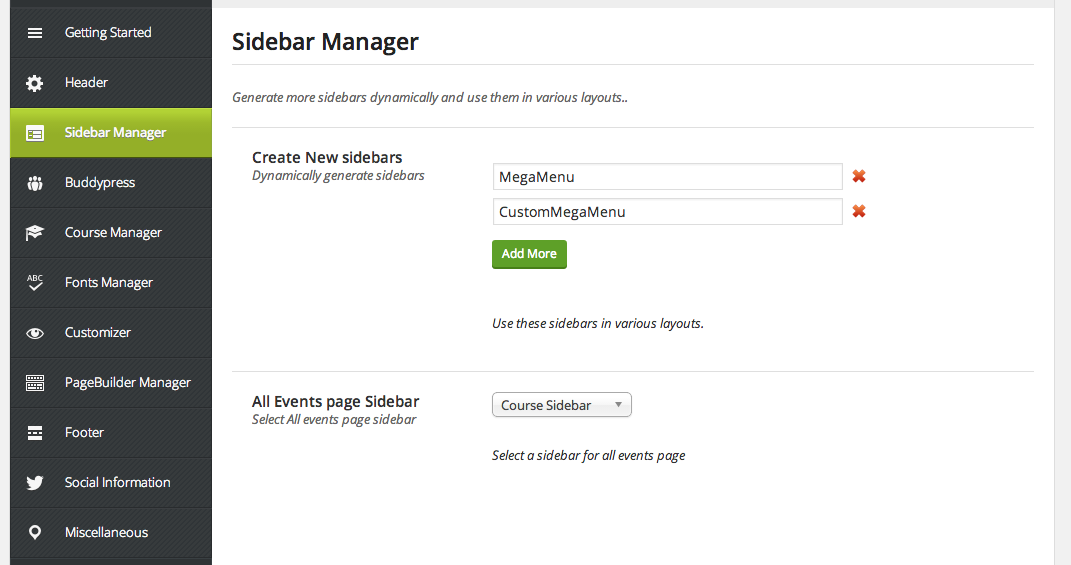 Getting Started
Header
Sidebar Manager
Buddypress
Course Manager
ABC
Fonts Manager
Customizer
PageBuilder Manager
Footer
Social Information
Miscellaneous
Sidebar Manager
Generate more sidebars dynamically and use them in various layouts..
Create New sidebars
Dynamically generate sidebars
MegaMenu
CustomMegaMenu
Add More
Use these sidebars in various layouts.
All Events page Sidebar
Select All events page sidebar
Course Sidebar
Select a sidebar for all events page